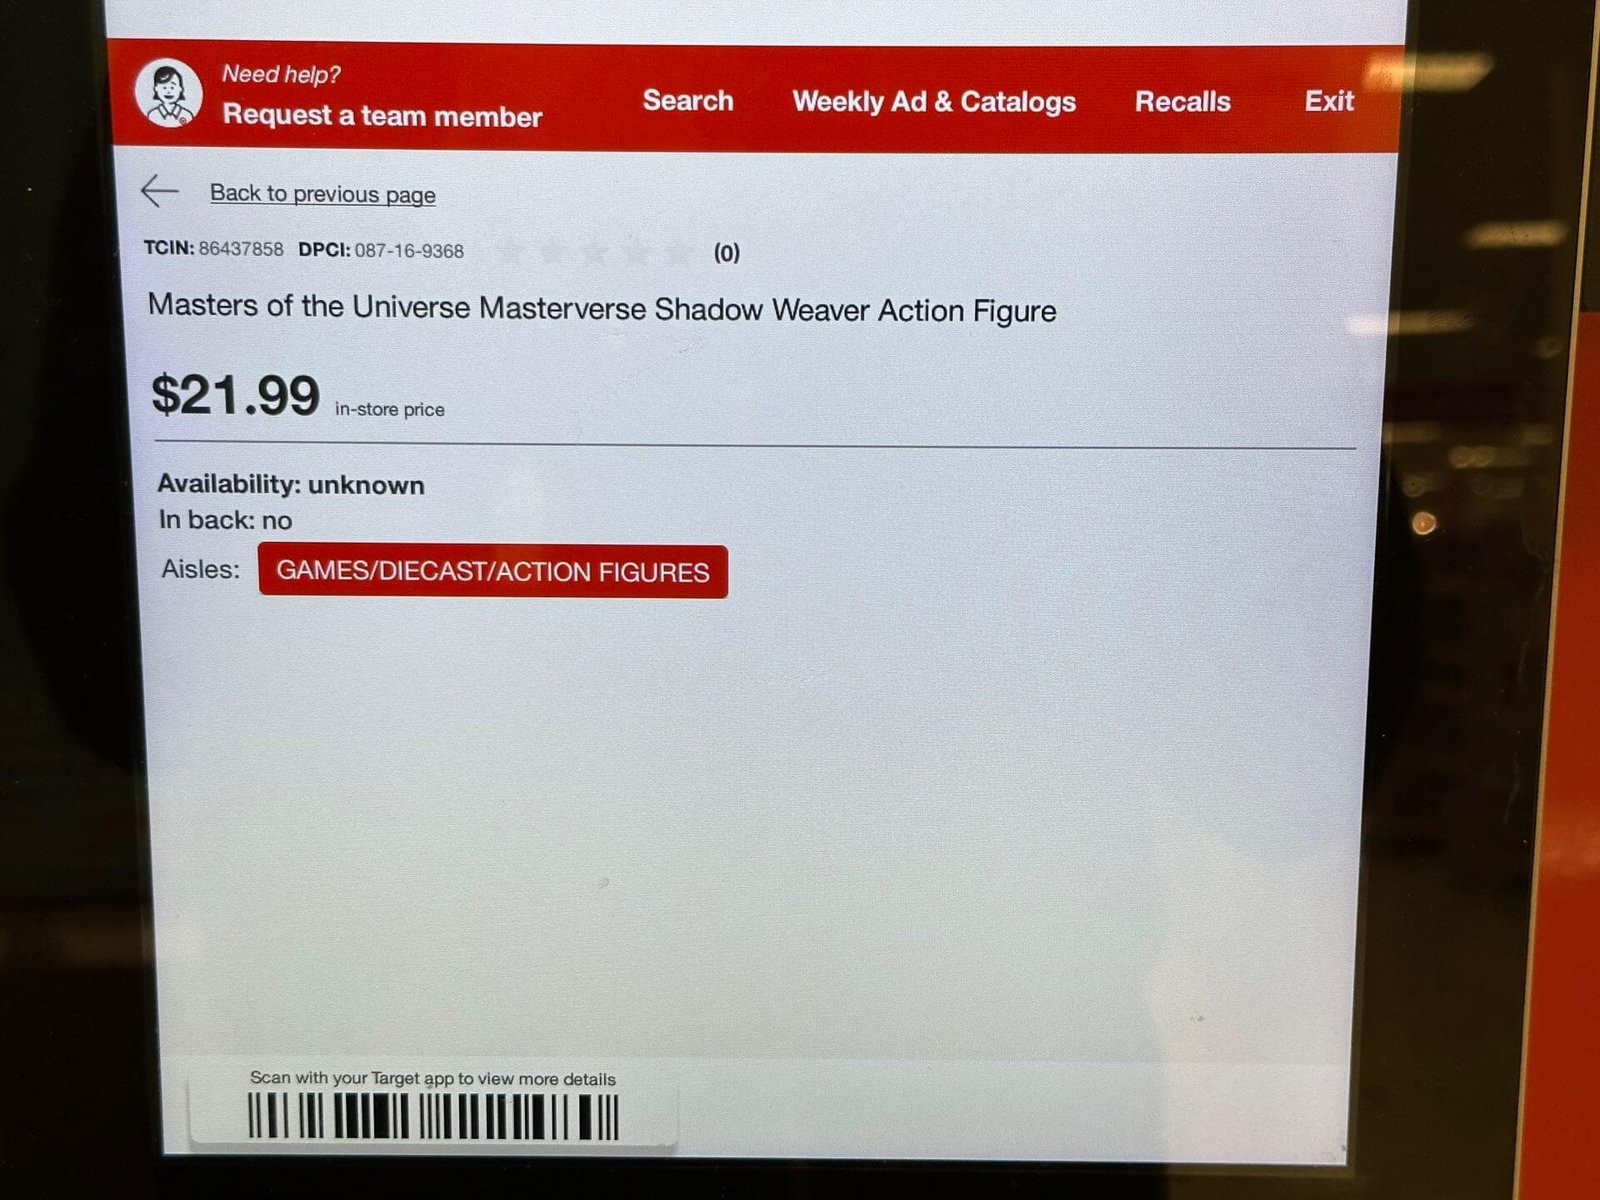 Need help?
Request a team member
Search
Weekly Ad & Catalogs
Recalls
Exit
Back to previous page
TCIN: 86437858 DPCI: 087-16-9368 (0)
Masters of the Universe Masterverse Shadow Weaver Action Figure
$21.99 in-store price
Availability: unknown
In back: no
Aisles: GAMES/DIECAST/ACTION FIGURES
Scan with your Target app to view more details